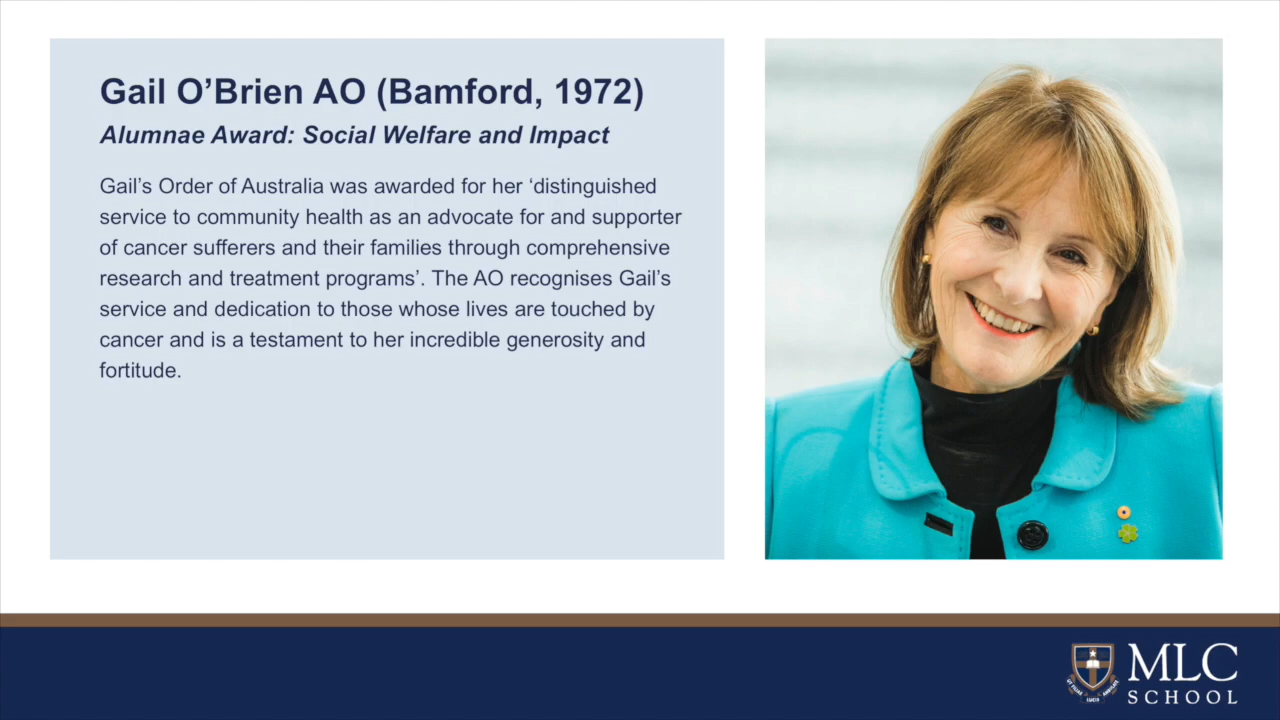 Gail O’Brien AO (Bamford, 1972)
Alumnae Award: Social Welfare and Impact
Gail’s Order of Australia was awarded for her ‘distinguished
service to community health as an advocate for and supporter
of cancer sufferers and their families through comprehensive
research and treatment programs’. The AO recognises Gail’s
service and dedication to those whose lives are touched by
cancer and is a testament to her incredible generosity and
fortitude.
MLC
SCHOOL